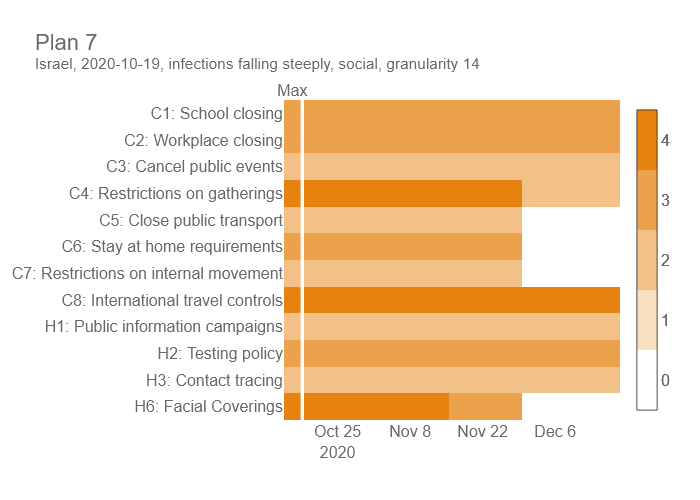 Plan 7
Israel, 2020-10-19, infections falling steeply, social, granularity 14
Max
C1: School closing
C2: Workplace closing
C3: Cancel public events
C4: Restrictions on gatherings
C5: Close public transport
C6: Stay at home requirements
C7: Restrictions on internal movement
C8: International travel controls
H1: Public information campaigns
H2: Testing policy
H3: Contact tracing
H6: Facial Coverings
Oct 25 Nov 8 Nov 22 Dec 6
2020
4
3
2
1
0